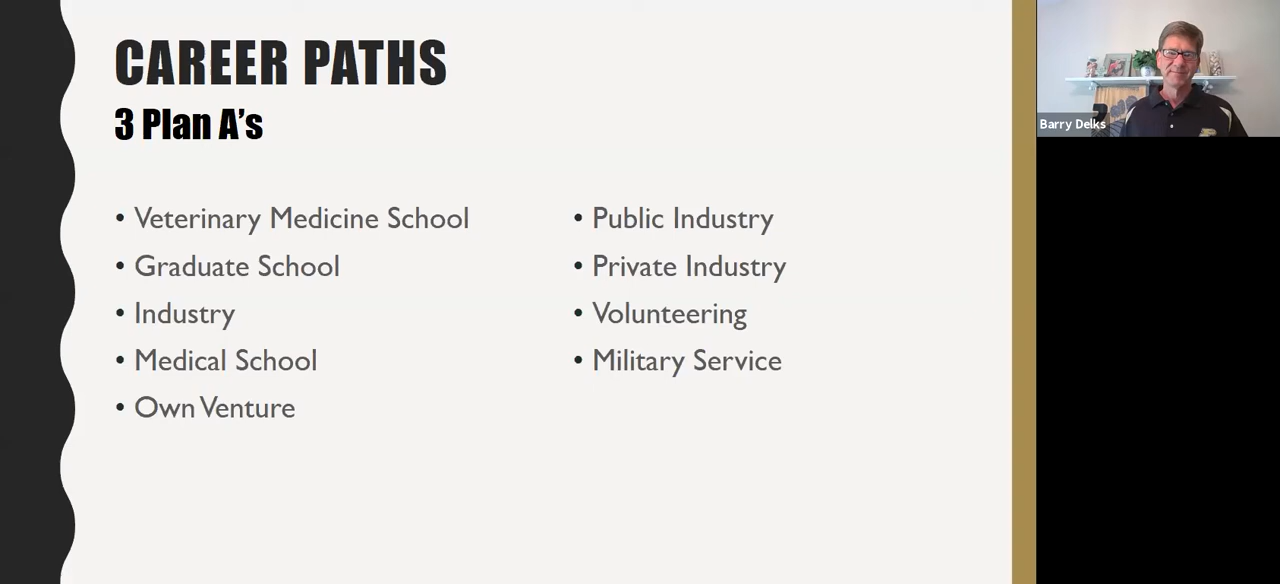 CAREER PATHS
3 Plan A's
• Veterinary Medicine School
• Graduate School
• Industry
• Medical School
• Own Venture
• Public Industry
• Private Industry
• Volunteering
• Military Service
Barry Delks